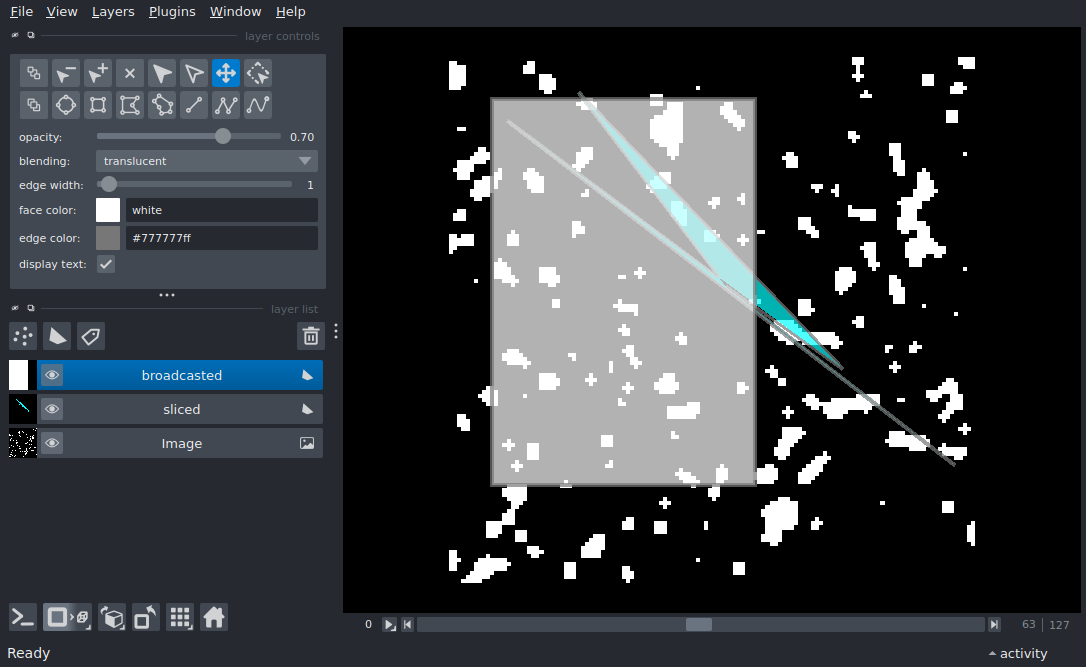 File View Layers Plugins Window Help
layer controls
opacity: 0.70
blending: translucent
edge width: 1
face color: white
edge color: #777777ff
display text:
layer list
broadcasted
sliced
Image
0 63 127
Ready activity